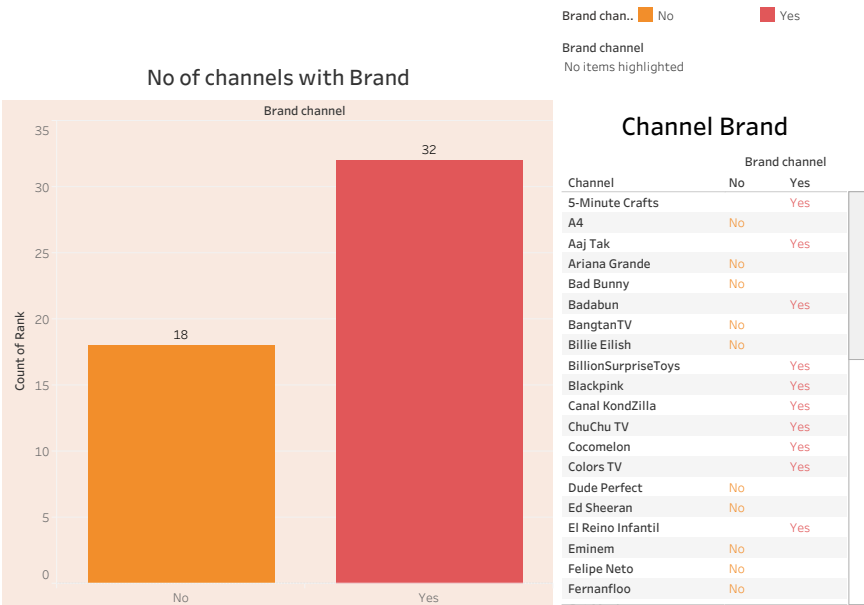 Brand chan.. No Yes
Brand channel
No items highlighted
No of channels with Brand
Brand channel
35
30
25
20
15
10
5
0
Count of Rank
18
32
No Yes
Channel Brand
Brand channel
Channel No Yes
5-Minute Crafts Yes
A4 No
Aaj Tak Yes
Ariana Grande No
Bad Bunny No
Badabun Yes
BangtanTV No
Billie Eilish No
BillionSurpriseToys Yes
Blackpink Yes
Canal KondZilla Yes
ChuChu TV Yes
Cocomelon Yes
Colors TV Yes
Dude Perfect No
Ed Sheeran No
El Reino Infantil Yes
Eminem No
Felipe Neto No
Fernanfloo No